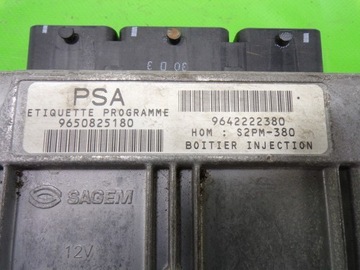 30 D 3
PSA
ETIQUETTE PROGRAMME
9650825180
9642222380
HOM : S2PM-380
BOITIER INJECTION
SAGEM
12V